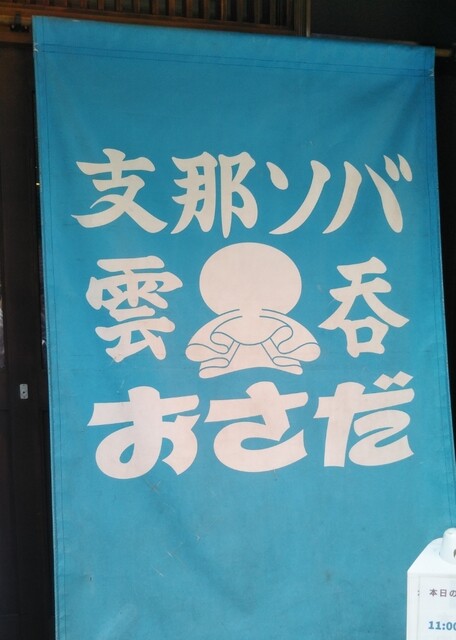 支那ソバ
雲呑
おさだ
本日の
11:00